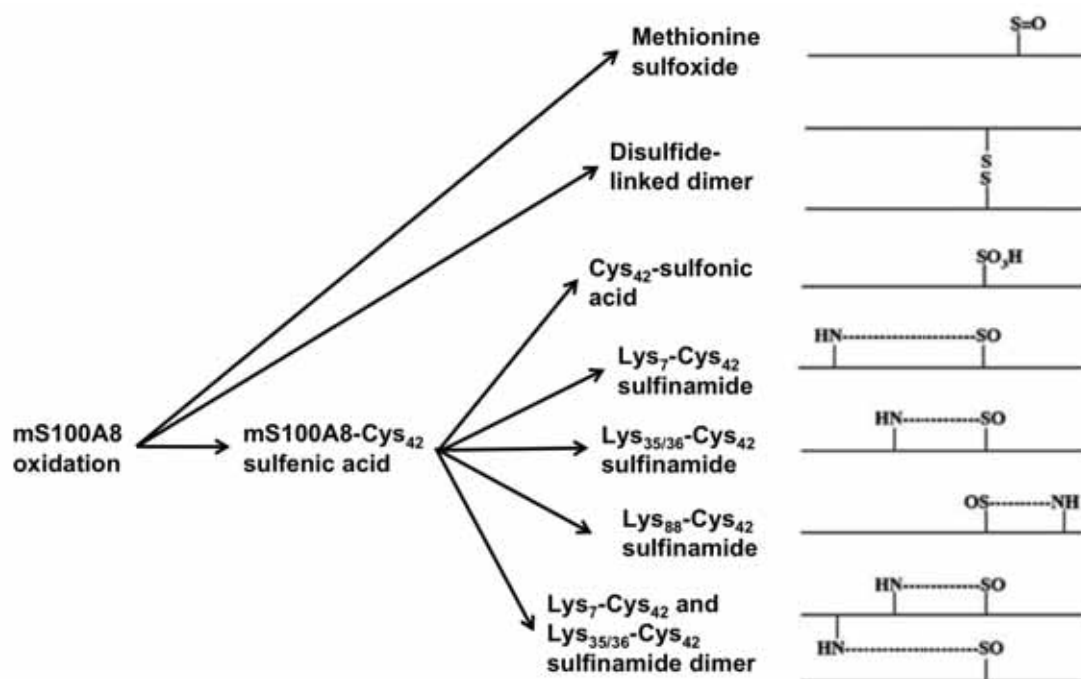 Methionine
sulfoxide
S=O
Disulfide-
linked dimer
S
S
Cys₄₂-sulfonic
acid
SO₃H
Lys₇-Cys₄₂
sulfinamide
HN
SO
mS100A8
oxidation
mS100A8-Cys₄₂
sulfenic acid
Lys₃₅/₃₆-Cys₄₂
sulfinamide
HN
SO
Lys₈₈-Cys₄₂
sulfinamide
OS
NH
Lys₇-Cys₄₂ and
Lys₃₅/₃₆-Cys₄₂
sulfinamide dimer
HN
SO
HN
SO